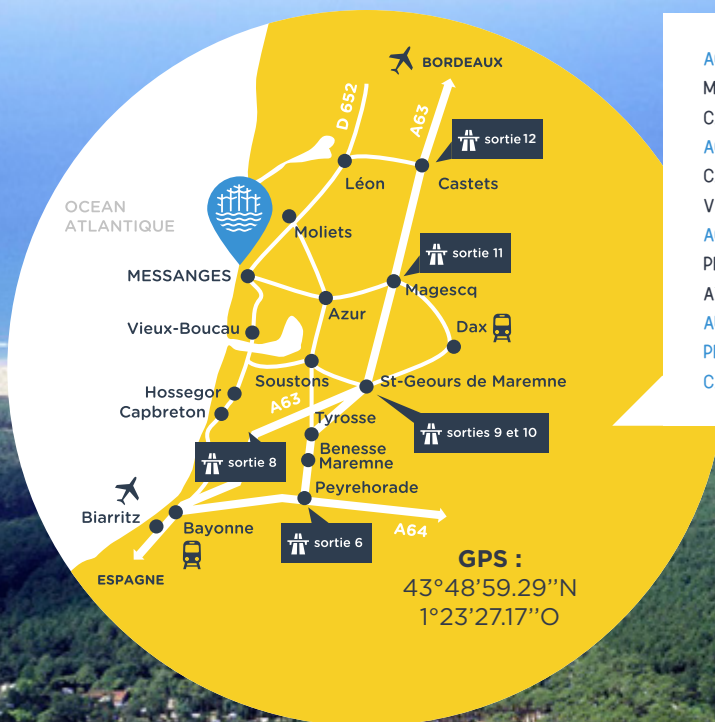 BORDEAUX
D 652
A63
sortie 12
Léon
Castets
OCEAN
ATLANTIQUE
Moliets
sortie 11
MESSANGES
Magescq
Azur
Vieux-Boucau
Dax
Soustons
St-Geours de Maremne
Hossegor
A63
Capbreton
Tyrosse
sorties 9 et 10
Benesse
Maremne
sortie 8
Peyrehorade
Biarritz
Bayonne
A64
sortie 6
ESPAGNE
GPS :
43°48’59.29’’N
1°23’27.17’’O